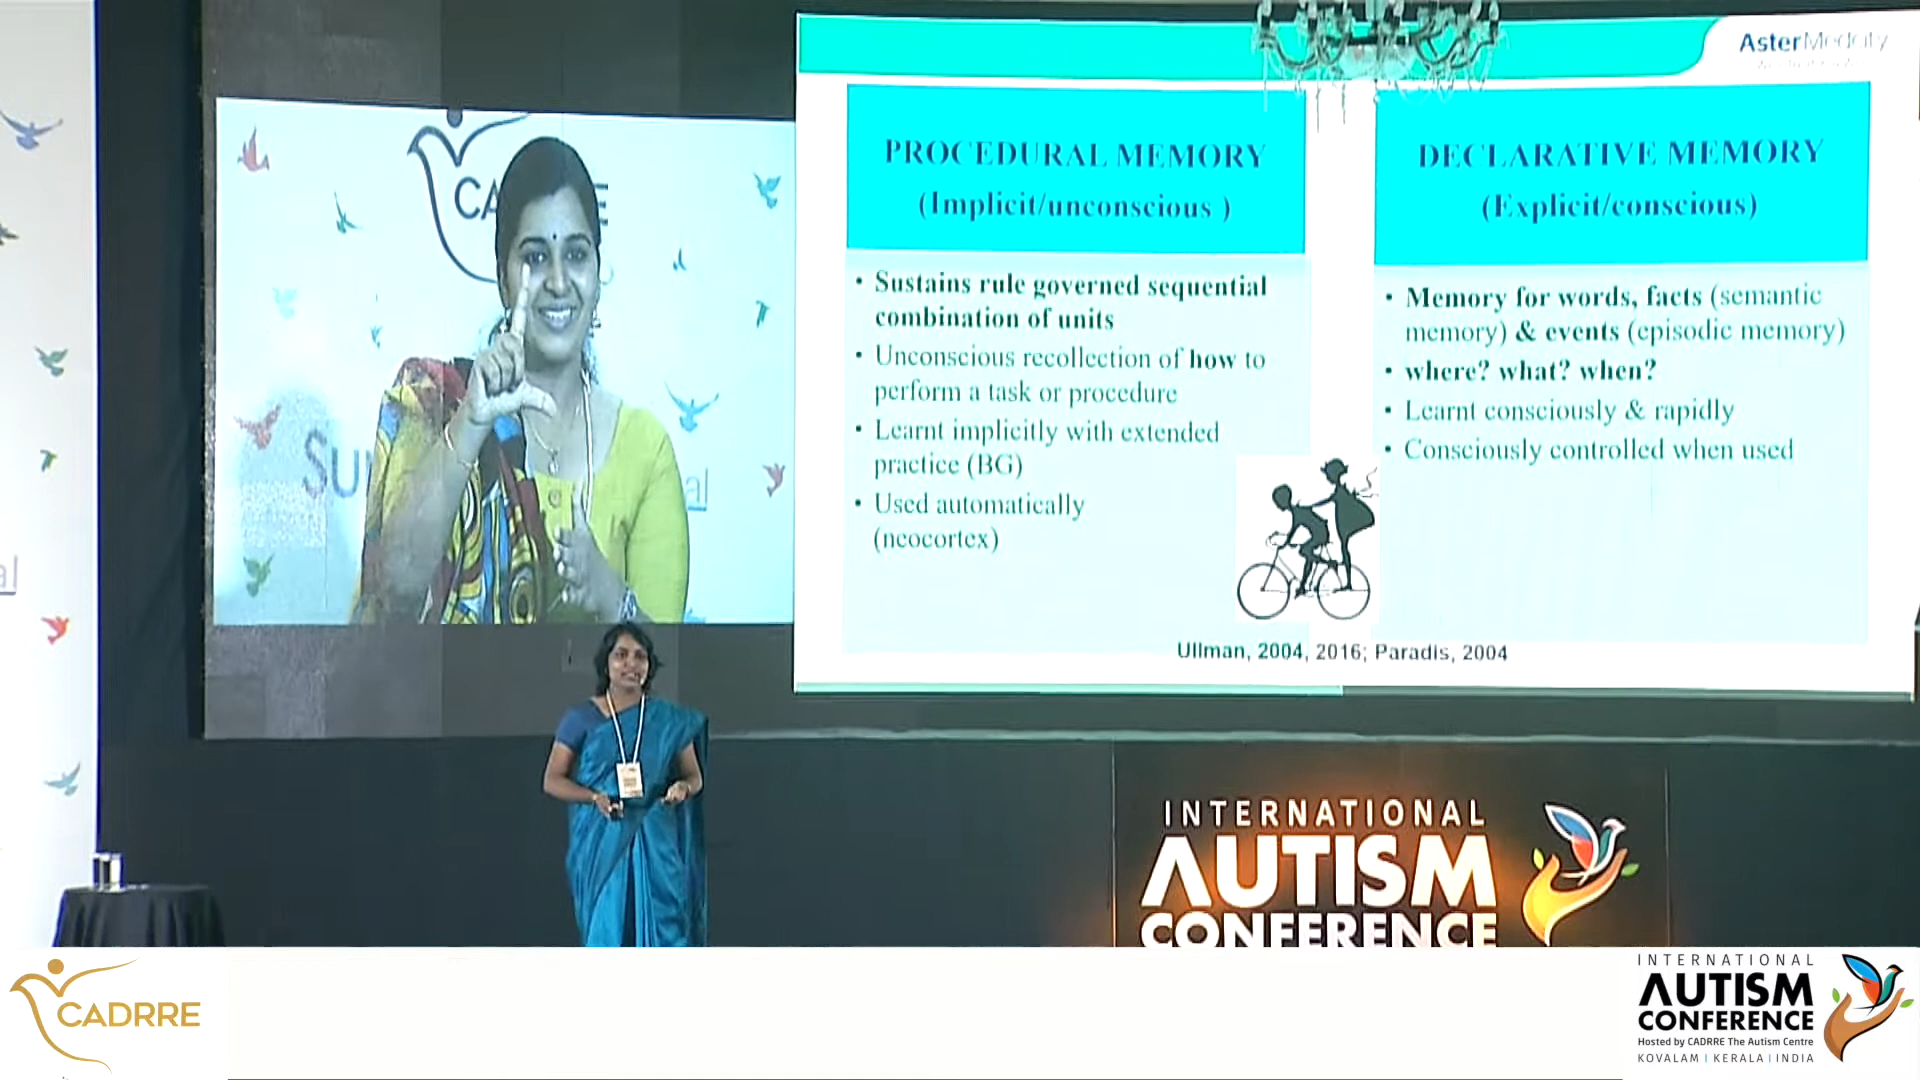 AsterMedcity
PROCEDURAL MEMORY
(Implicit/unconscious )
• Sustains rule governed sequential
combination of units
• Unconscious recollection of how to
perform a task or procedure
• Learnt implicitly with extended
practice (BG)
• Used automatically
(neocortex)
DECLARATIVE MEMORY
(Explicit/conscious)
• Memory for words, facts (semantic
memory) & events (episodic memory)
• where? what? when?
• Learnt consciously & rapidly
• Consciously controlled when used
Ullman, 2004, 2016; Paradis, 2004
INTERNATIONAL
AUTISM
CONFERENCE
CADRRE
INTERNATIONAL
AUTISM
CONFERENCE
Hosted by CADRRE The Autism Centre
KOVALAM | KERALA | INDIA